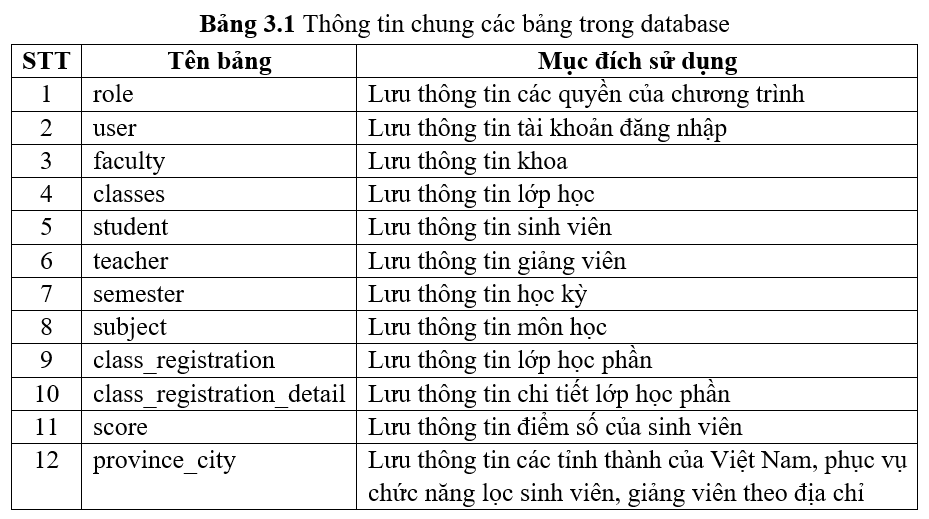 Bảng 3.1 Thông tin chung các bảng trong database
STT Tên bảng Mục đích sử dụng
1 role Lưu thông tin các quyền của chương trình
2 user Lưu thông tin tài khoản đăng nhập
3 faculty Lưu thông tin khoa
4 classes Lưu thông tin lớp học
5 student Lưu thông tin sinh viên
6 teacher Lưu thông tin giảng viên
7 semester Lưu thông tin học kỳ
8 subject Lưu thông tin môn học
9 class_registration Lưu thông tin lớp học phần
10 class_registration_detail Lưu thông tin chi tiết lớp học phần
11 score Lưu thông tin điểm số của sinh viên
12 province_city Lưu thông tin các tỉnh thành của Việt Nam, phục vụ
chức năng lọc sinh viên, giảng viên theo địa chỉ